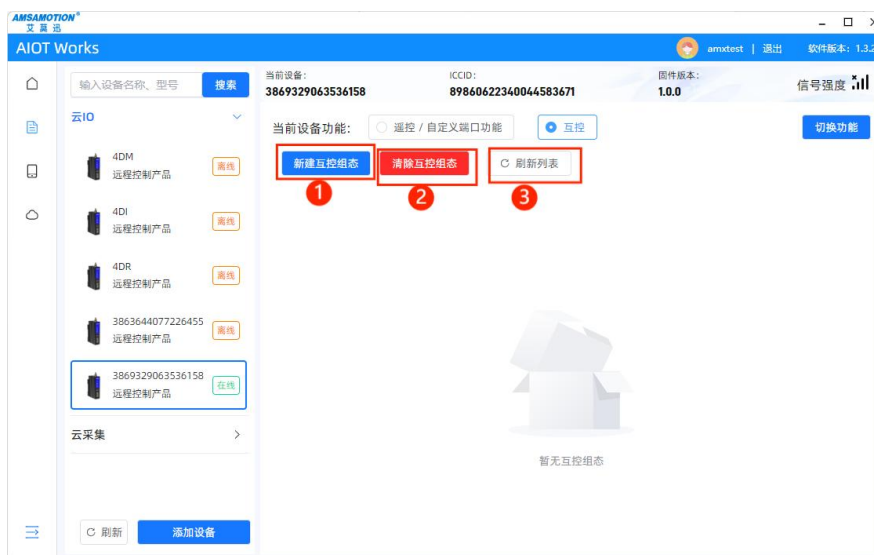 AMSAMOTION®
艾莫迅
AIOT Works
amxtest | 退出 软件版本: 1.3.2
输入设备名称、型号 搜索
当前设备: ICCID: 固件版本:
3869329063536158 89860622340044583671 1.0.0
信号强度
云IO
当前设备功能: 遥控 / 自定义端口功能 互控 切换功能
新建互控组态 清除互控组态 刷新列表
1 2 3
4DM
远程控制产品 离线
4DI
远程控制产品 离线
4DR
远程控制产品 离线
3863644077226455
远程控制产品 离线
3869329063536158
远程控制产品 在线
云采集
暂无互控组态
刷新 添加设备